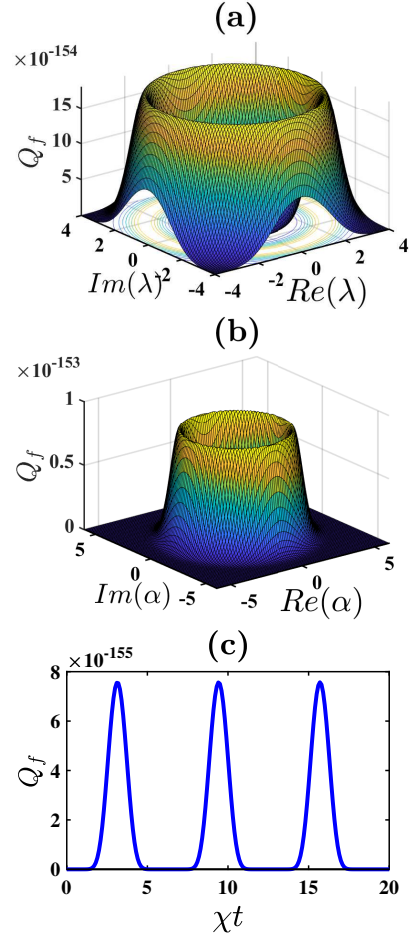 (a)
×10⁻¹⁵⁴
15
10
5
Q_f
4
2
0
-2
-4
Im(λ)
-4
-2
0
2
4
Re(λ)
(b)
×10⁻¹⁵³
1
0.5
0
Q_f
5
0
-5
Im(α)
-5
0
5
Re(α)
(c)
×10⁻¹⁵⁵
8
6
4
2
0
Q_f
0 5 10 15 20
χt